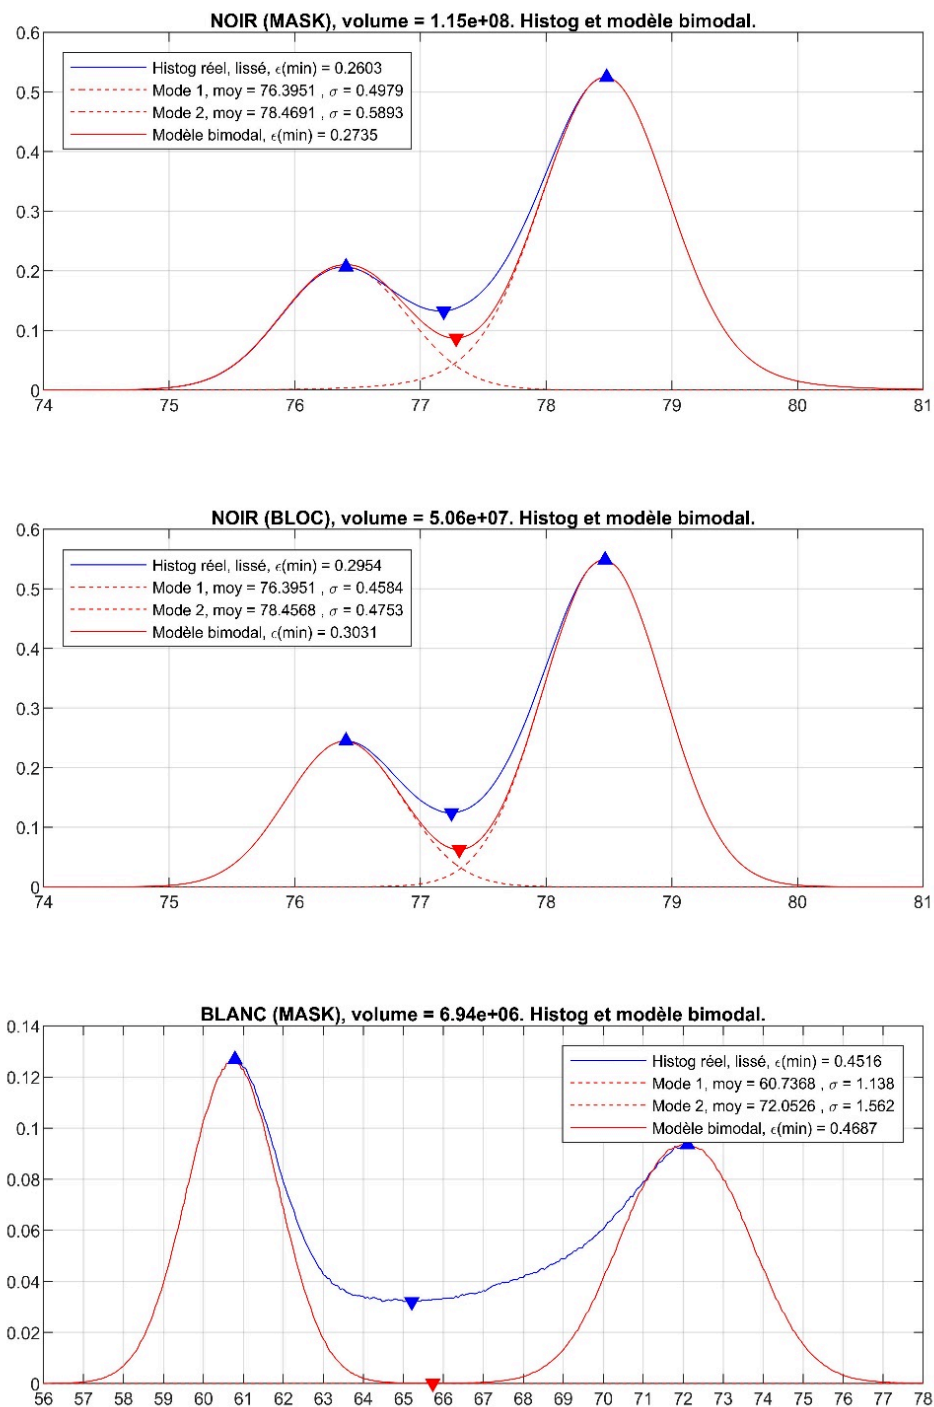 NOIR (MASK), volume = 1.15e+08. Histog et modèle bimodal.
0.6
0.5
0.4
0.3
0.2
0.1
0
Histog réel, lissé, ϵ(min) = 0.2603
Mode 1, moy = 76.3951 , σ = 0.4979
Mode 2, moy = 78.4691 , σ = 0.5893
Modèle bimodal, ϵ(min) = 0.2735
74 75 76 77 78 79 80 81
NOIR (BLOC), volume = 5.06e+07. Histog et modèle bimodal.
0.6
0.5
0.4
0.3
0.2
0.1
0
Histog réel, lissé, ϵ(min) = 0.2954
Mode 1, moy = 76.3951 , σ = 0.4584
Mode 2, moy = 78.4568 , σ = 0.4753
Modèle bimodal, ϵ(min) = 0.3031
74 75 76 77 78 79 80 81
BLANC (MASK), volume = 6.94e+06. Histog et modèle bimodal.
0.14
0.12
0.1
0.08
0.06
0.04
0.02
0
Histog réel, lissé, ϵ(min) = 0.4516
Mode 1, moy = 60.7368 , σ = 1.138
Mode 2, moy = 72.0526 , σ = 1.562
Modèle bimodal, ϵ(min) = 0.4687
56 57 58 59 60 61 62 63 64 65 66 67 68 69 70 71 72 73 74 75 76 77 78